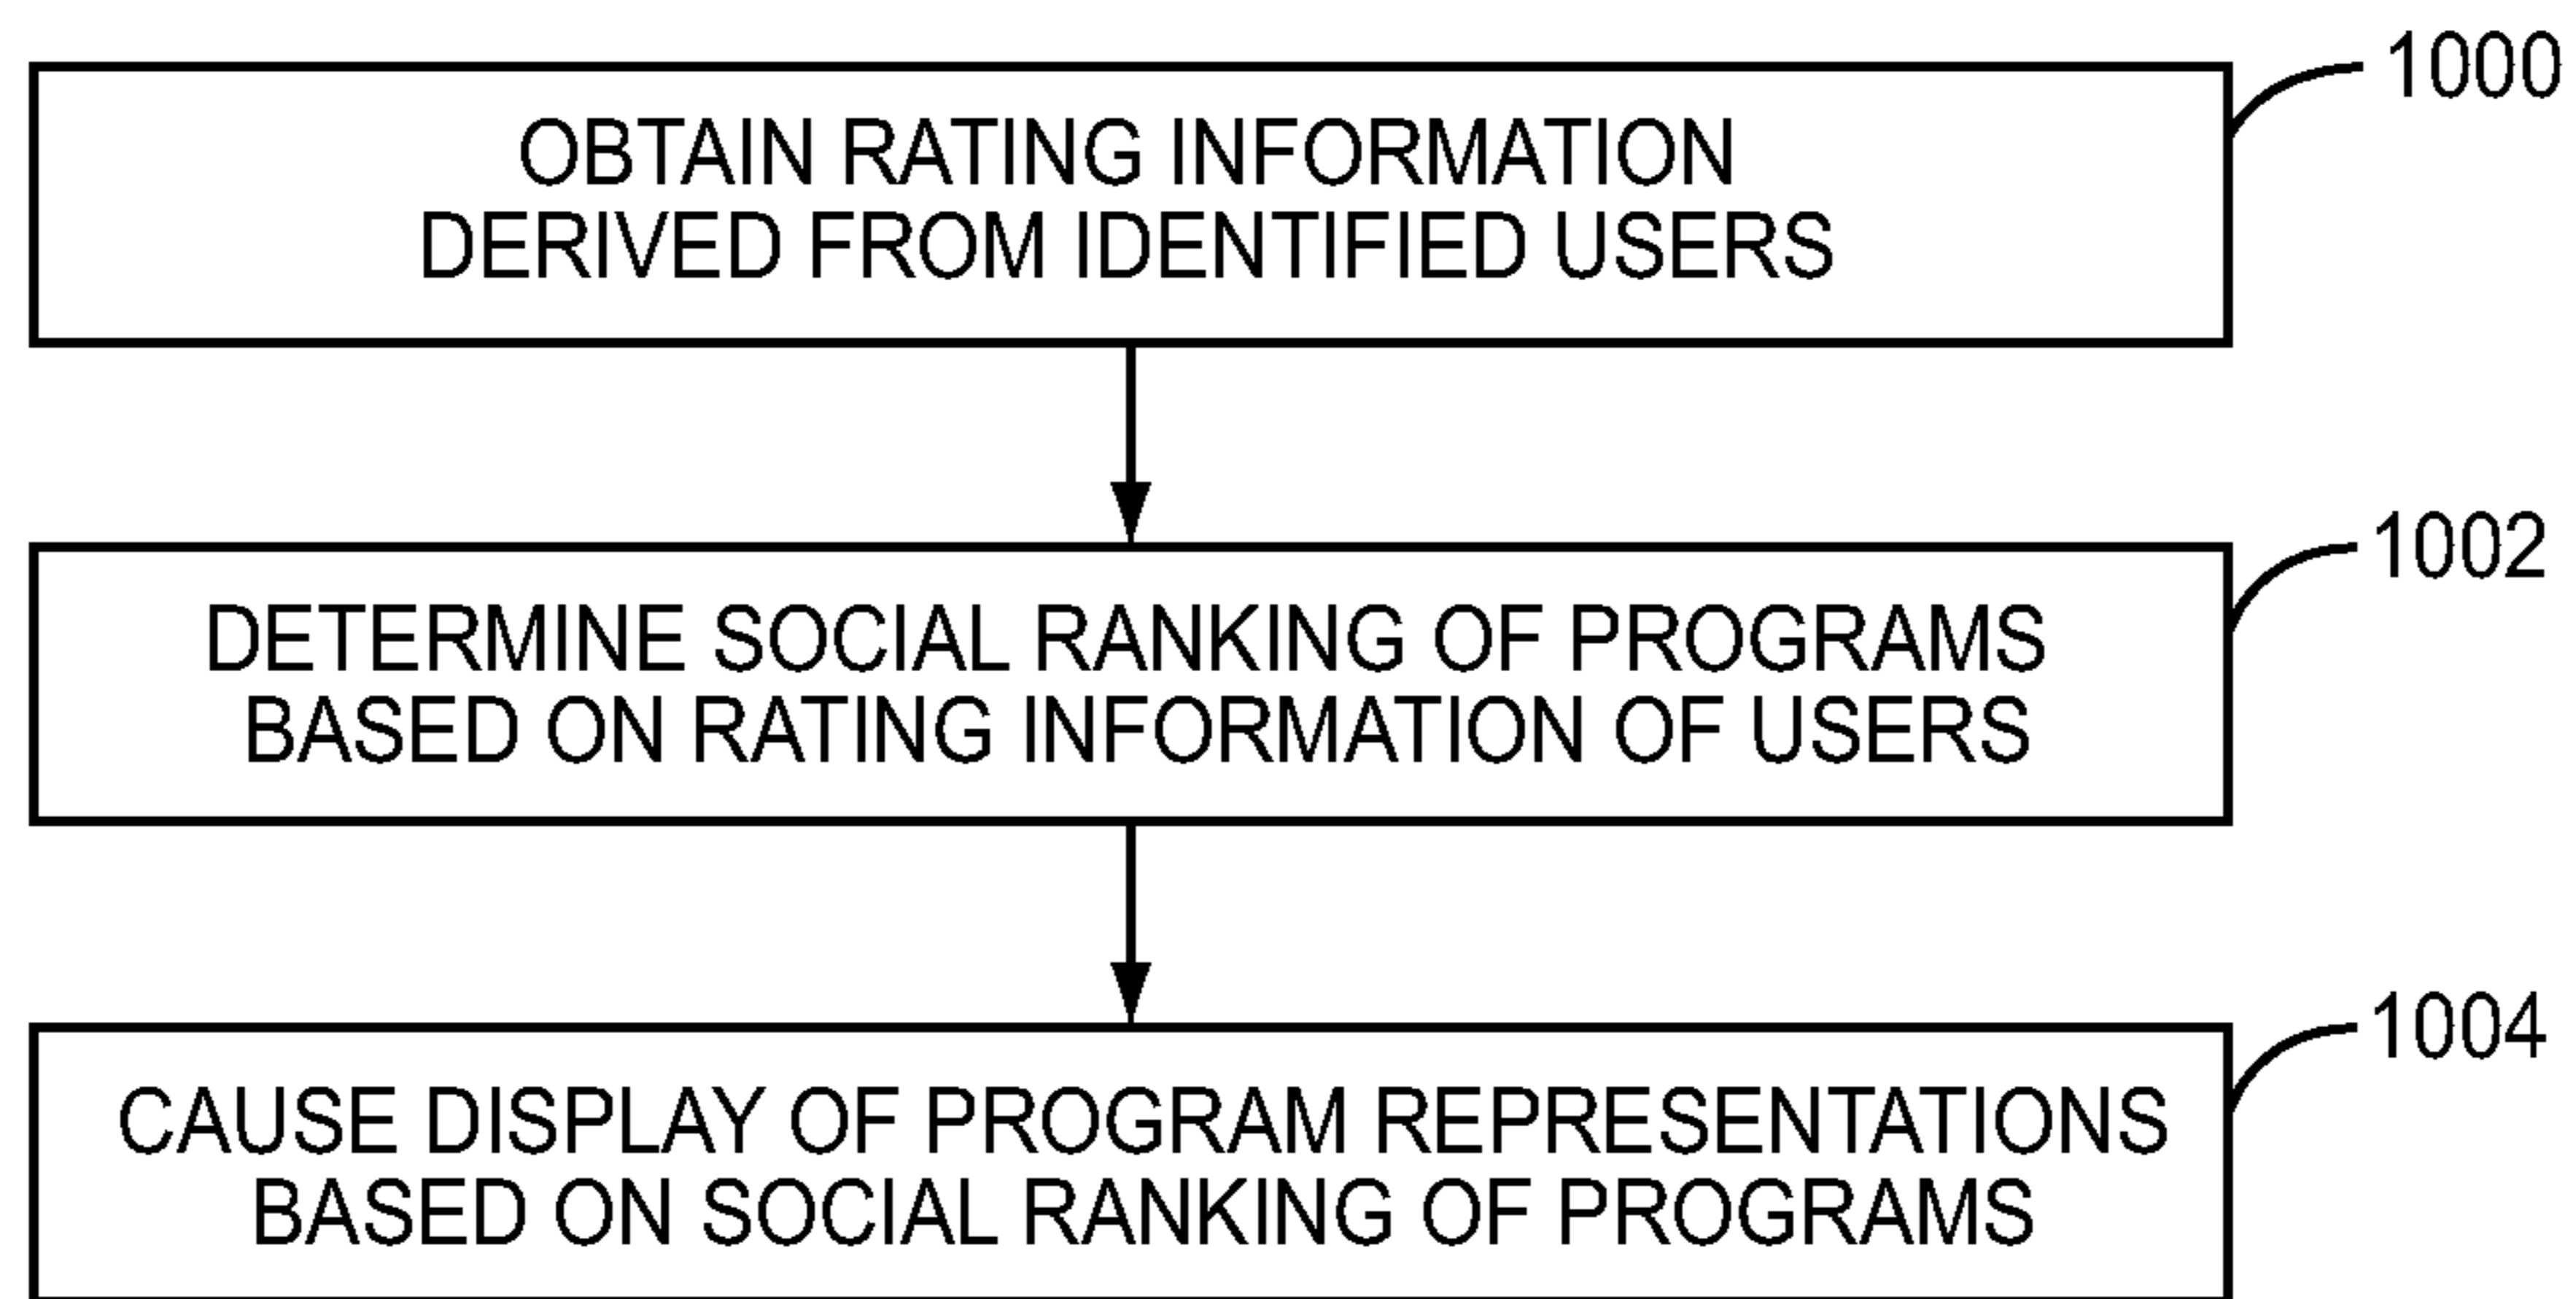 1000
OBTAIN RATING INFORMATION
DERIVED FROM IDENTIFIED USERS
1002
DETERMINE SOCIAL RANKING OF PROGRAMS
BASED ON RATING INFORMATION OF USERS
1004
CAUSE DISPLAY OF PROGRAM REPRESENTATIONS
BASED ON SOCIAL RANKING OF PROGRAMS